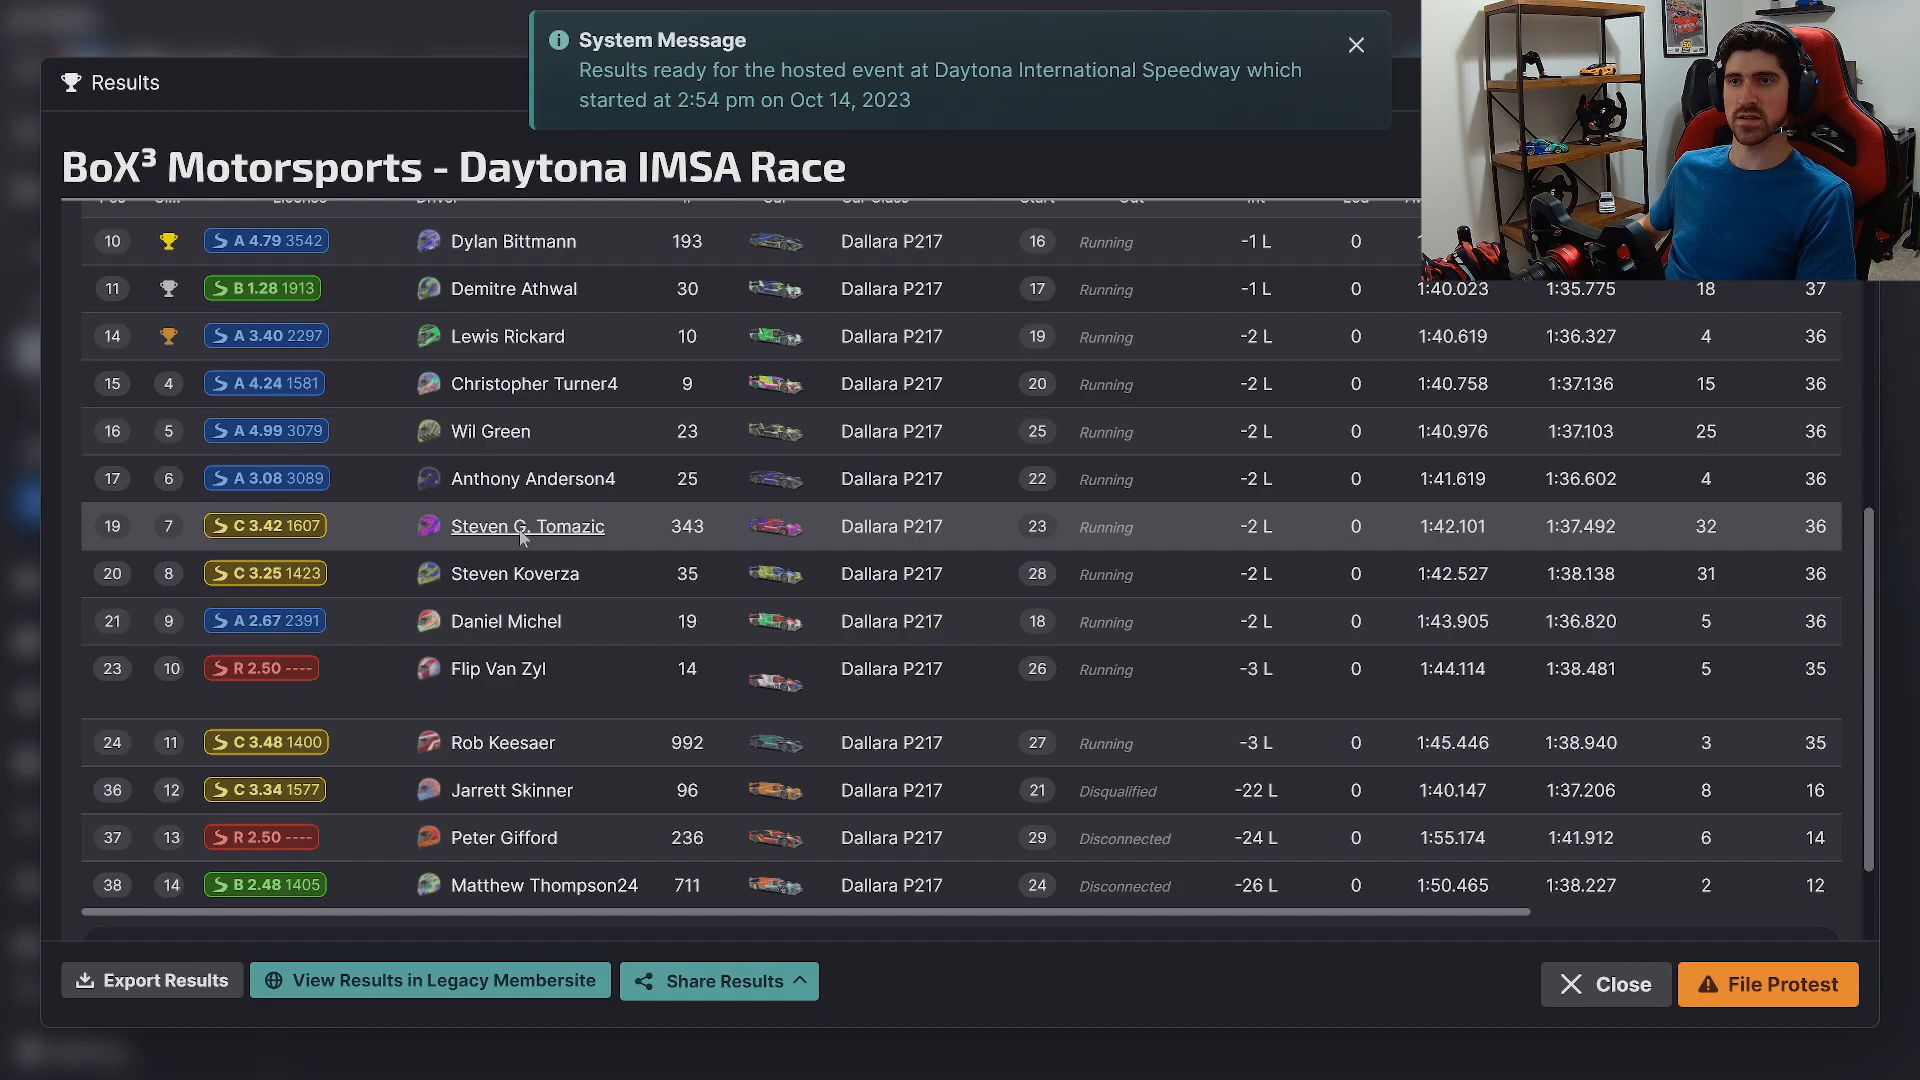 System Message
Results ready for the hosted event at Daytona International Speedway which
started at 2:54 pm on Oct 14, 2023
Results
BoX³ Motorsports - Daytona IMSA Race
10 A 4.79 3542 Dylan Bittmann 193 Dallara P217 16 Running -1 L 0
11 B 1.28 1913 Demitre Athwal 30 Dallara P217 17 Running -1 L 0 1:40.023 1:35.775 18 37
14 A 3.40 2297 Lewis Rickard 10 Dallara P217 19 Running -2 L 0 1:40.619 1:36.327 4 36
15 4 A 4.24 1581 Christopher Turner4 9 Dallara P217 20 Running -2 L 0 1:40.758 1:37.136 15 36
16 5 A 4.99 3079 Wil Green 23 Dallara P217 25 Running -2 L 0 1:40.976 1:37.103 25 36
17 6 A 3.08 3089 Anthony Anderson4 25 Dallara P217 22 Running -2 L 0 1:41.619 1:36.602 4 36
19 7 C 3.42 1607 Steven G. Tomazic 343 Dallara P217 23 Running -2 L 0 1:42.101 1:37.492 32 36
20 8 C 3.25 1423 Steven Koverza 35 Dallara P217 28 Running -2 L 0 1:42.527 1:38.138 31 36
21 9 A 2.67 2391 Daniel Michel 19 Dallara P217 18 Running -2 L 0 1:43.905 1:36.820 5 36
23 10 R 2.50 ---- Flip Van Zyl 14 Dallara P217 26 Running -3 L 0 1:44.114 1:38.481 5 35
24 11 C 3.48 1400 Rob Keesaer 992 Dallara P217 27 Running -3 L 0 1:45.446 1:38.940 3 35
36 12 C 3.34 1577 Jarrett Skinner 96 Dallara P217 21 Disqualified -22 L 0 1:40.147 1:37.206 8 16
37 13 R 2.50 ---- Peter Gifford 236 Dallara P217 29 Disconnected -24 L 0 1:55.174 1:41.912 6 14
38 14 B 2.48 1405 Matthew Thompson24 711 Dallara P217 24 Disconnected -26 L 0 1:50.465 1:38.227 2 12
Export Results View Results in Legacy Membersite Share Results Close File Protest